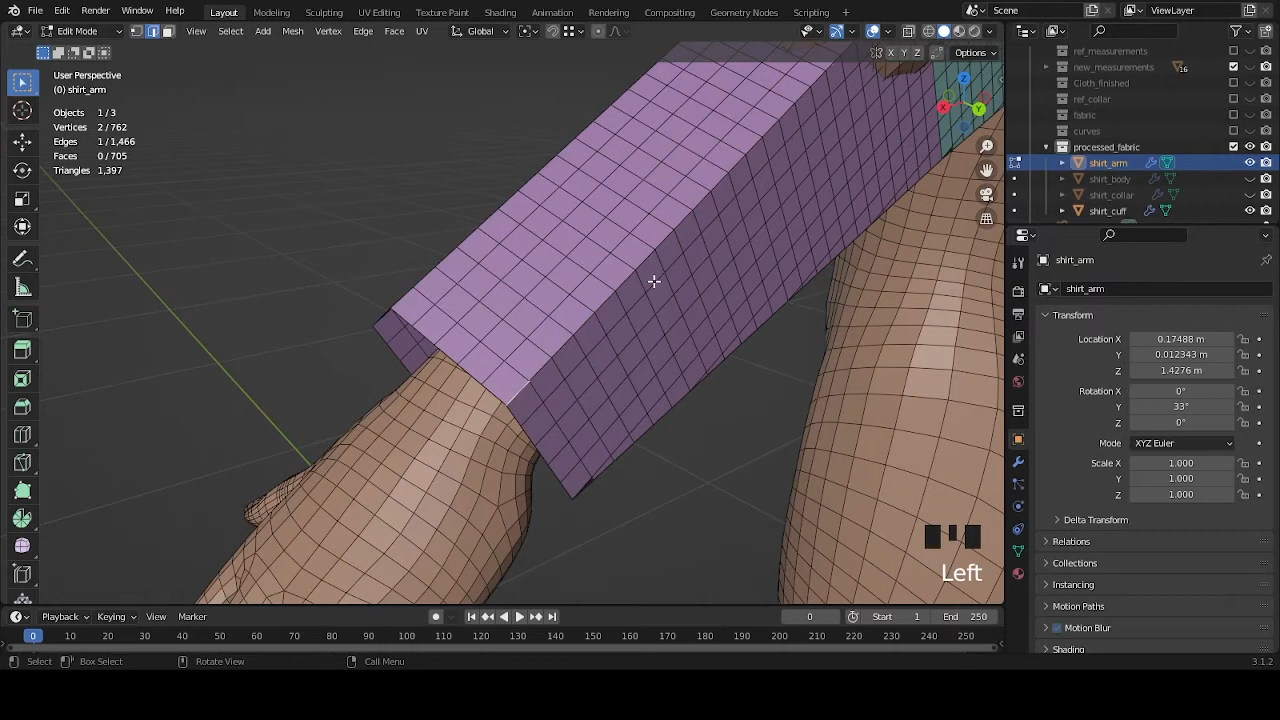 File Edit Render Window Help Layout Modeling Sculpting UV Editing Texture Paint Shading Animation Rendering Compositing Geometry Nodes Scripting + Scene ViewLayer
Edit Mode View Select Add Mesh Vertex Edge Face UV Global
X Y Z Options
User Perspective
(0) shirt_arm
Objects 1/3
Vertices 2/762
Edges 1/1,466
Faces 0/705
Triangles 1,397
Z
X Y
ref_measurements
new_measurements 16
Cloth_finished
ref_collar
fabric
curves
processed_fabric
shirt_arm
shirt_body
shirt_collar
shirt_cuff
shirt_arm
shirt_arm
Transform
Location X 0.17488 m
Y 0.012343 m
Z 1.4276 m
Rotation X 0°
Y 33°
Z 0°
Mode XYZ Euler
Scale X 1.000
Y 1.000
Z 1.000
Delta Transform
Relations
Collections
Instancing
Motion Paths
Motion Blur
Shading
Left
Playback Keying View Marker 0 Start 1 End 250
0 10 20 30 40 50 60 70 80 90 100 110 120 130 140 150 160 170 180 190 200 210 220 230 240 250
Select Box Select Rotate View Call Menu 3.1.2